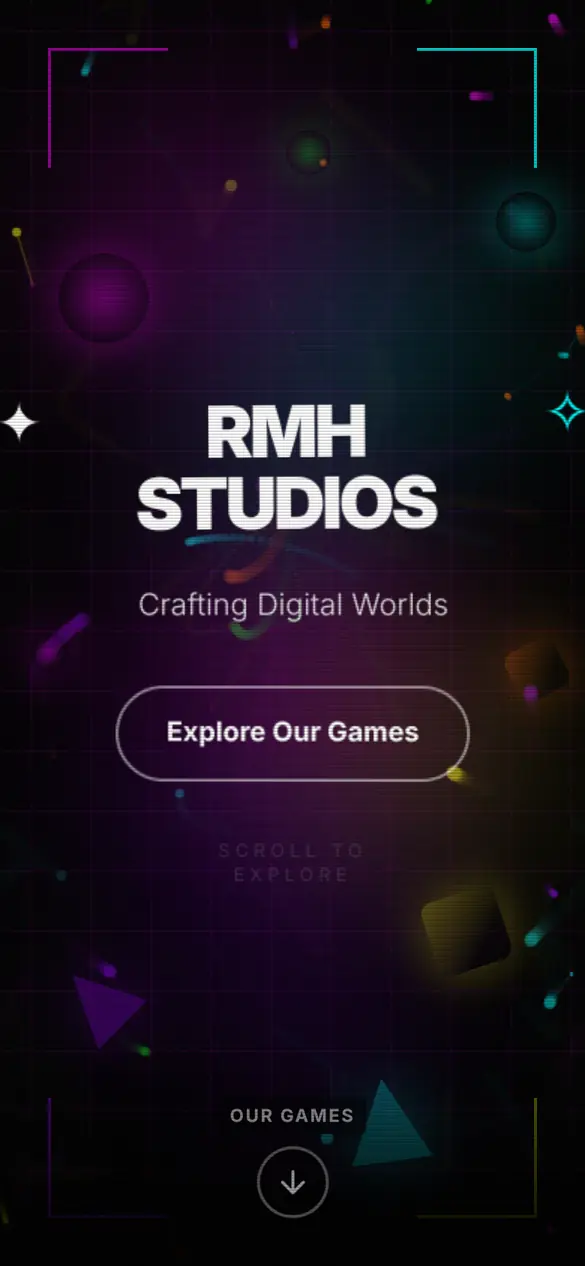 RMH
STUDIOS
Crafting Digital Worlds
Explore Our Games
SCROLL TO
EXPLORE
OUR GAMES